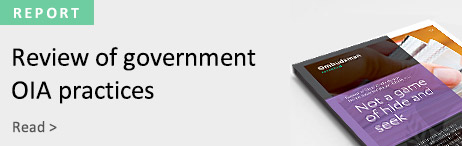 REPORT
Review of government
OIA practices
Read >
Ombudsman
Not a game
of hide and
seek